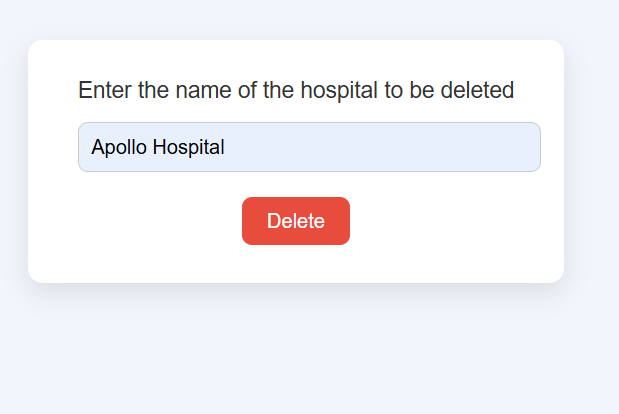 Enter the name of the hospital to be deleted
Apollo Hospital
Delete